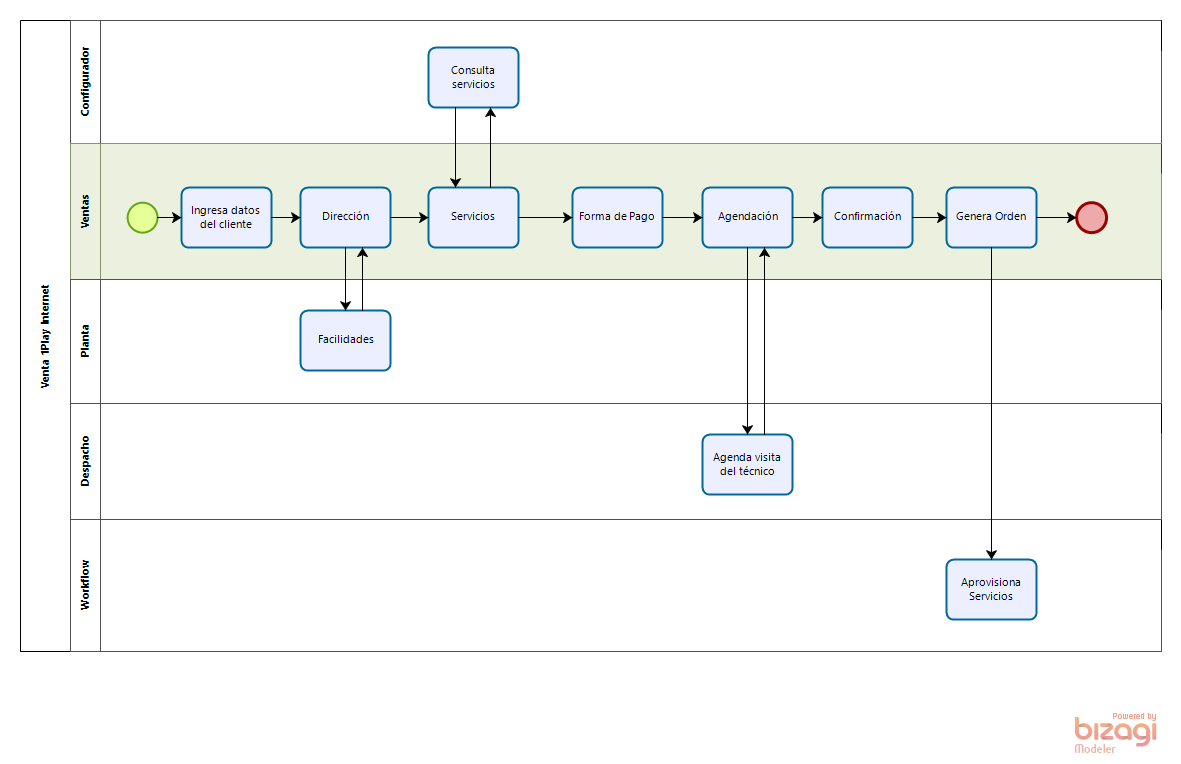 Venta 1Play Internet
Configurador
Consulta
servicios
Ventas
Ingresa datos
del cliente
Dirección
Servicios
Forma de Pago
Agendación
Confirmación
Genera Orden
Planta
Facilidades
Despacho
Agenda visita
del técnico
Workflow
Aprovisiona
Servicios
Powered by
bizagi
Modeler